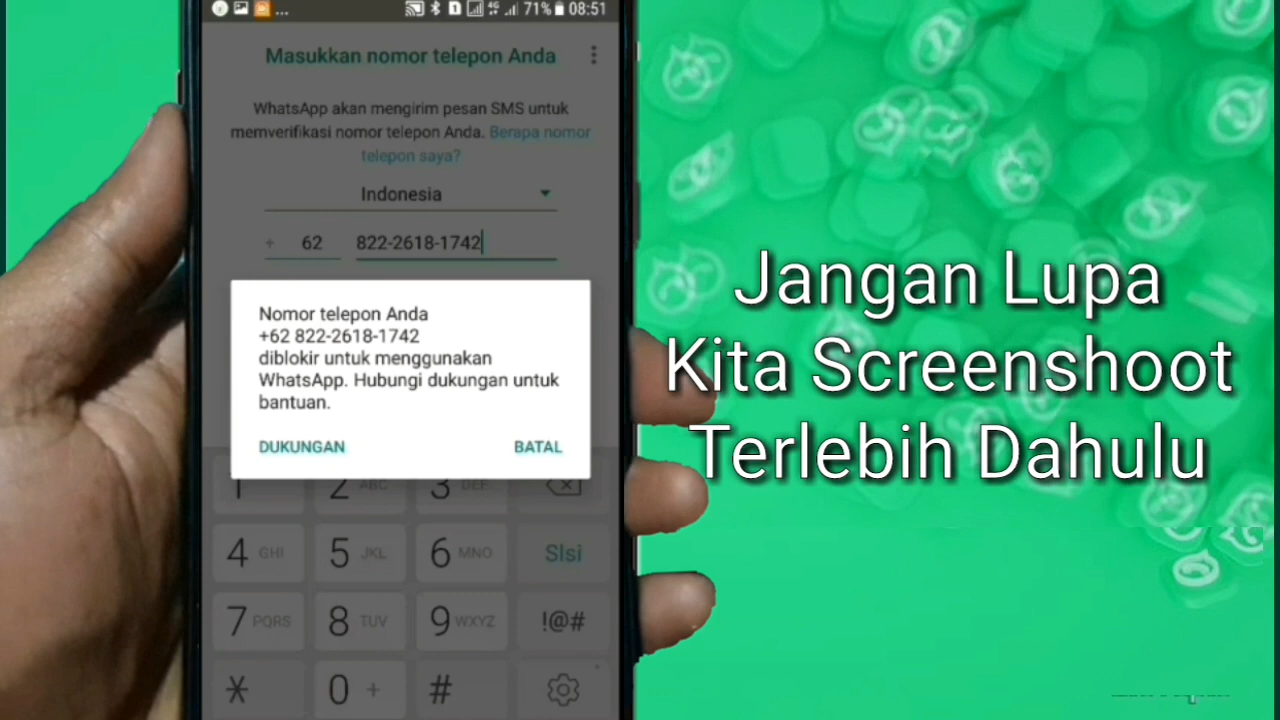 ... 71% 08:51
Masukkan nomor telepon Anda
WhatsApp akan mengirim pesan SMS untuk
memverifikasi nomor telepon Anda. Berapa nomor
telepon saya?
Indonesia
+ 62 822-2618-1742
Nomor telepon Anda
+62 822-2618-1742
diblokir untuk menggunakan
WhatsApp. Hubungi dukungan untuk
bantuan.
DUKUNGAN BATAL
1 2 ABC 3 DEF
4 GHI 5 JKL 6 MNO Slsi
7 PQRS 8 TUV 9 WXYZ !@#
* 0 + #
Jangan Lupa
Kita Screenshoot
Terlebih Dahulu